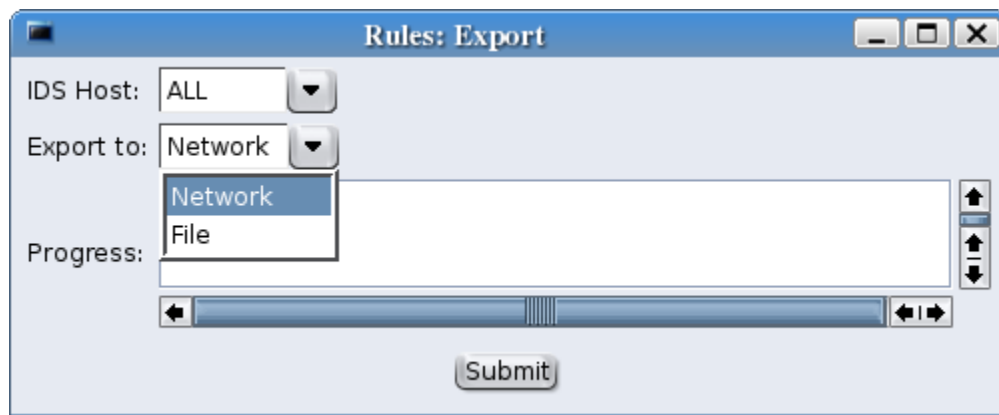 Rules: Export
IDS Host: ALL
Export to: Network
Network
File
Progress:
Submit